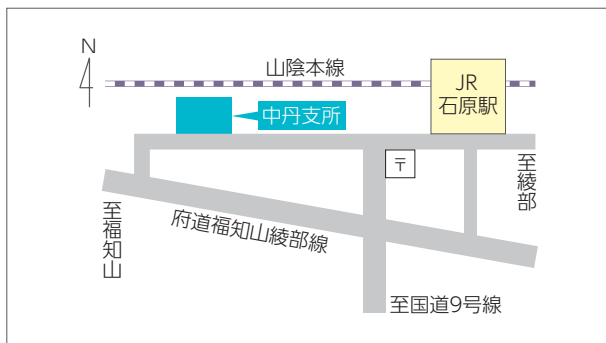 N
山陰本線
JR
石原駅
中丹支所
〒
至綾部
至福知山
府道福知山綾部線
至国道9号線